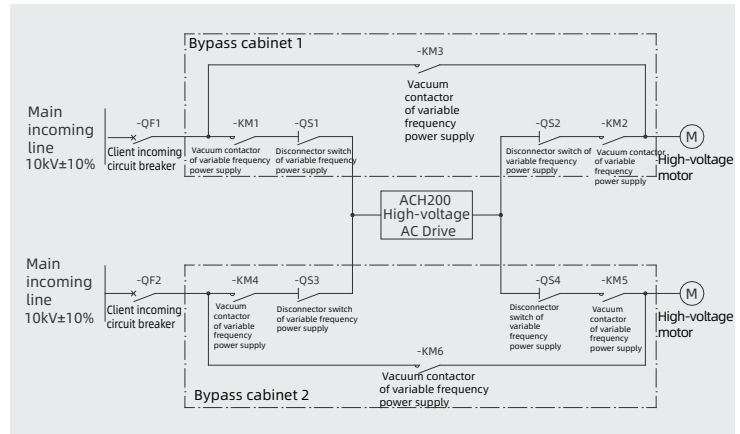 Bypass cabinet 1
-KM3
Vacuum
contactor
of variable
frequency
power supply
Main
incoming
line
10kV±10%
-QF1
Client incoming
circuit breaker
-KM1
Vacuum contactor
of variable frequency
power supply
-QS1
Disconnector switch
of variable frequency
power supply
-QS2
Disconnector switch of
variable frequency
power supply
-KM2
Vacuum contactor
of variable
frequency
power supply
M
High-voltage
motor
ACH200
High-voltage
AC Drive
Main
incoming
line
10kV±10%
-QF2
Client incoming
circuit breaker
-KM4
Vacuum
contactor
of variable
frequency
power supply
-QS3
Disconnector switch
of variable frequency
power supply
-QS4
Disconnector
switch of
variable
frequency
power supply
-KM5
Vacuum
contactor
of variable
frequency
power supply
M
High-voltage
motor
-KM6
Vacuum contactor
of variable frequency
power supply
Bypass cabinet 2